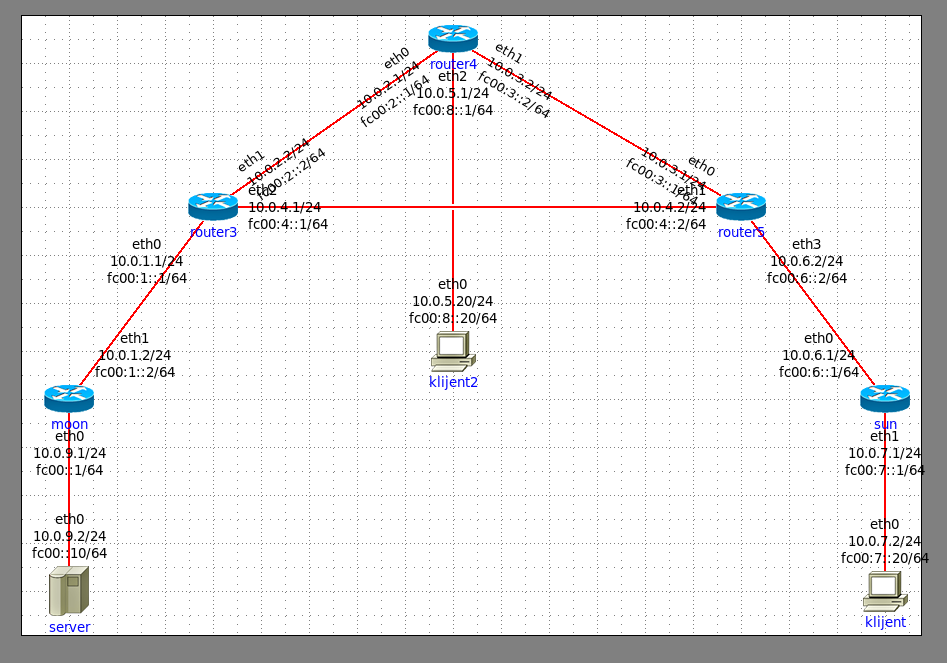 router4
eth0
10.0.2.1/24
fc00:2::1/64
eth2
10.0.5.1/24
fc00:8::1/64
eth1
10.0.3.2/24
fc00:3::2/64
eth1
10.0.2.2/24
fc00:2::2/64
eth0
10.0.3.1/24
fc00:3::1/64
eth2
10.0.4.1/24
fc00:4::1/64
router3
eth1
10.0.4.2/24
fc00:4::2/64
router5
eth0
10.0.1.1/24
fc00:1::1/64
eth3
10.0.6.2/24
fc00:6::2/64
eth0
10.0.5.20/24
fc00:8::20/64
klijent2
eth1
10.0.1.2/24
fc00:1::2/64
eth0
10.0.6.1/24
fc00:6::1/64
moon
eth0
10.0.9.1/24
fc00::1/64
sun
eth1
10.0.7.1/24
fc00:7::1/64
eth0
10.0.9.2/24
fc00::10/64
server
eth0
10.0.7.2/24
fc00:7::20/64
klijent